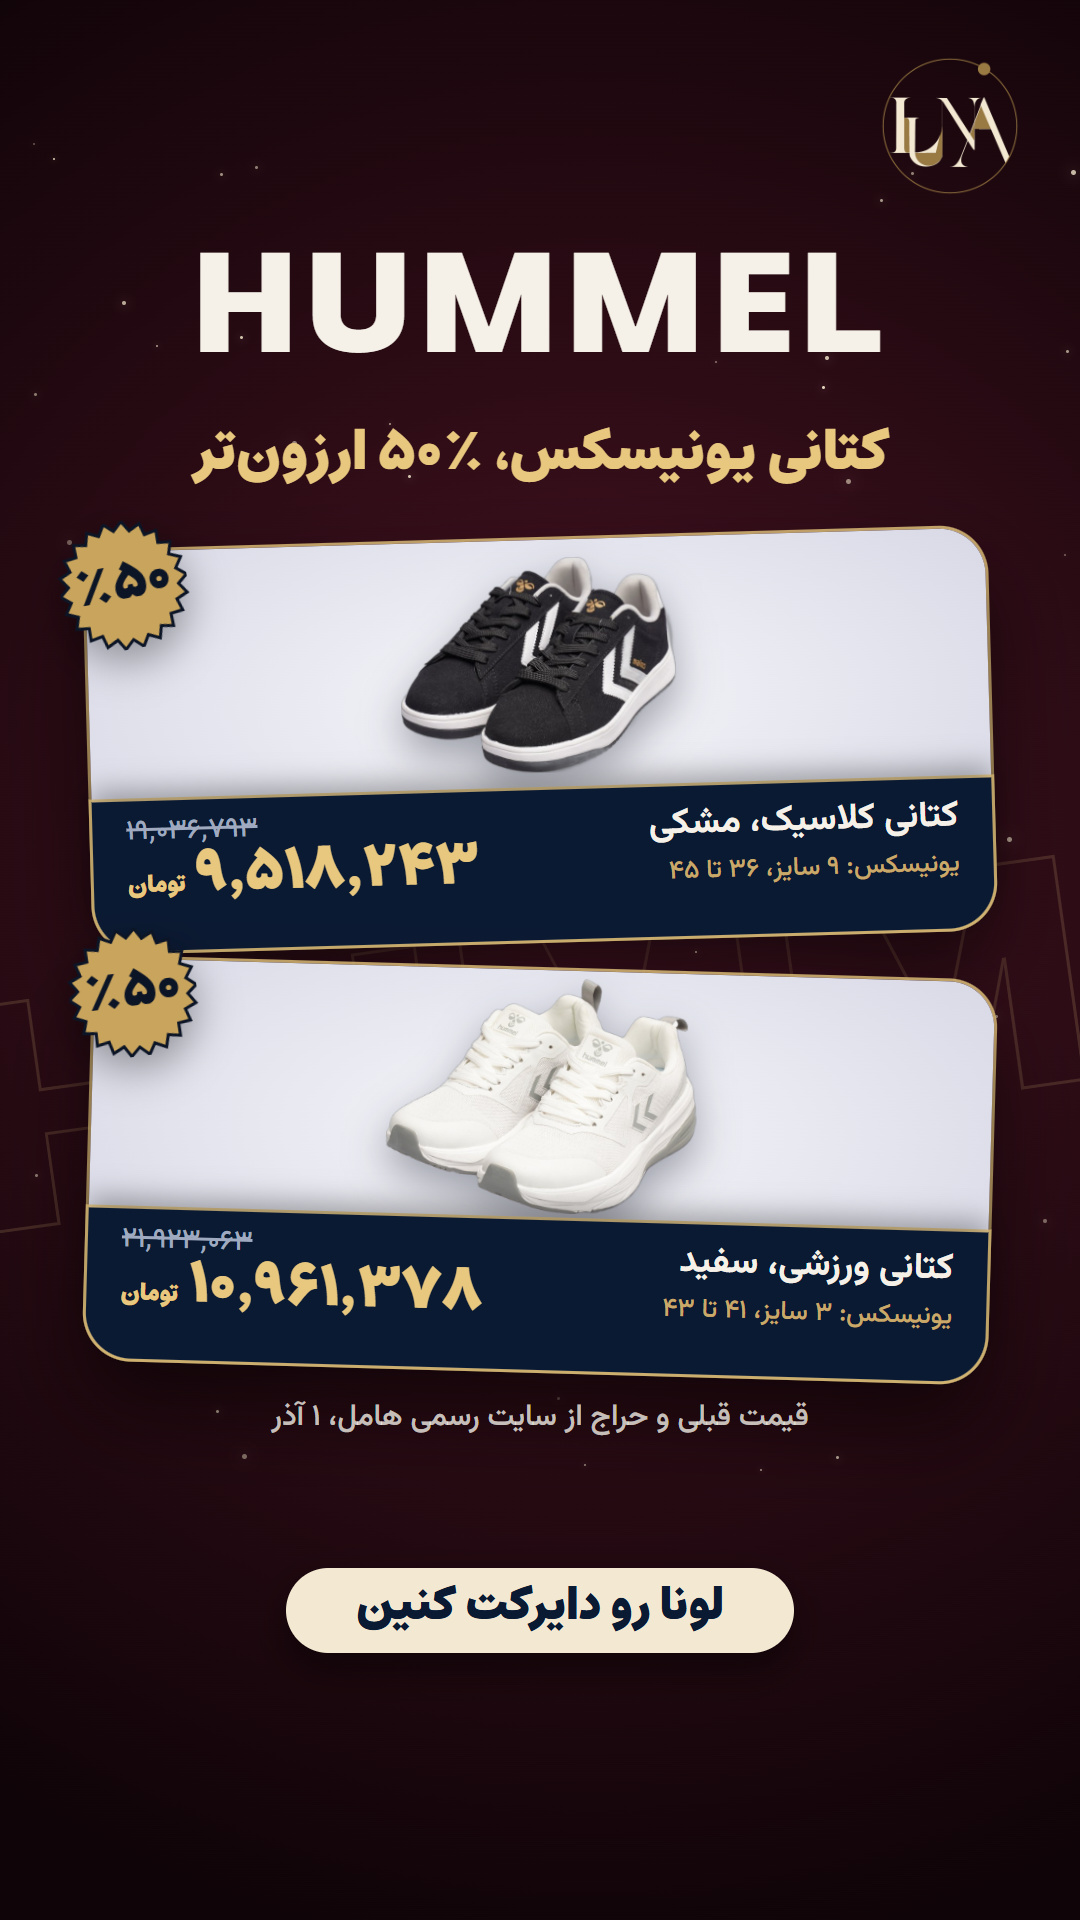 LUNA
HUMMEL
کتانی یونیسکس، ۵۰٪ ارزون‌تر
٪۵۰
کتانی کلاسیک، مشکی
یونیسکس: ۹ سایز، ۳۶ تا ۴۵
۱۹,۰۳۶,۷۹۳
۹,۵۱۸,۲۴۳ تومان
٪۵۰
hummel
hummel
کتانی ورزشی، سفید
یونیسکس: ۳ سایز، ۴۱ تا ۴۳
۲۱,۹۲۳,۰۶۳
۱۰,۹۶۱,۳۷۸ تومان
قیمت قبلی و حراج از سایت رسمی هامل، ۱ آذر
لونا رو دایرکت کنین